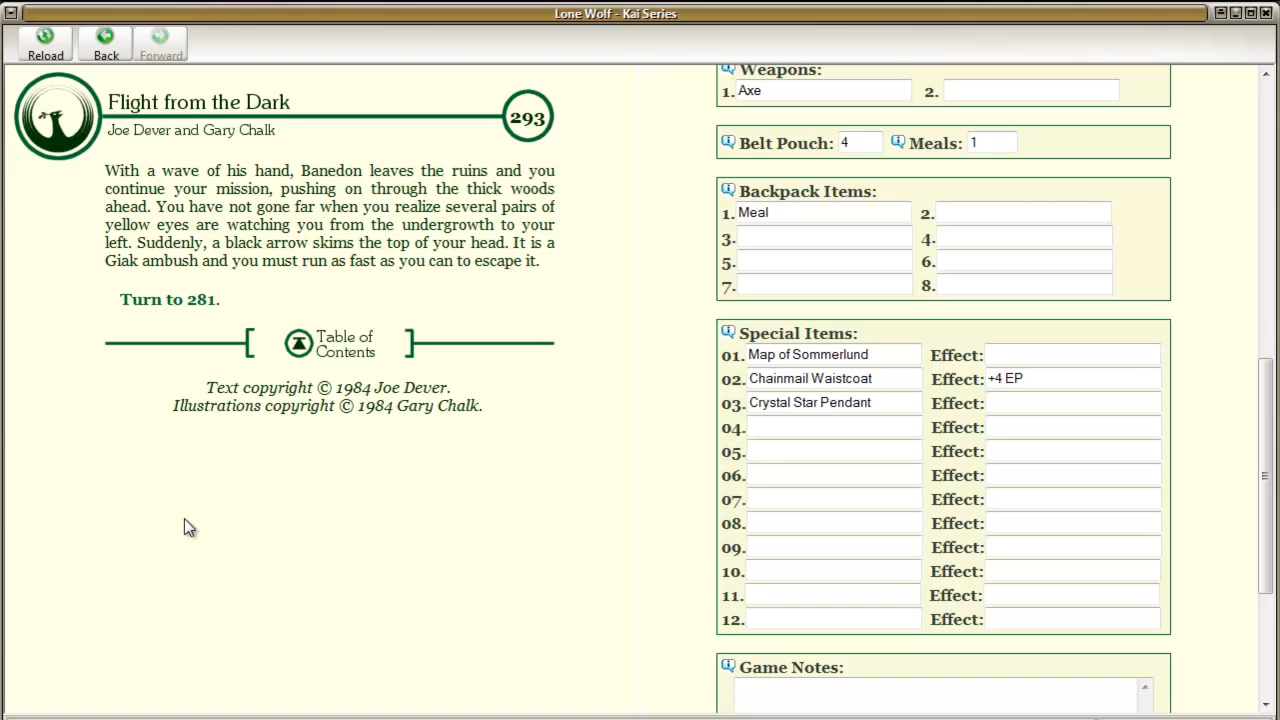 Lone Wolf - Kai Series
Reload Back Forward
Flight from the Dark
Joe Dever and Gary Chalk
293
With a wave of his hand, Banedon leaves the ruins and you
continue your mission, pushing on through the thick woods
ahead. You have not gone far when you realize several pairs of
yellow eyes are watching you from the undergrowth to your
left. Suddenly, a black arrow skims the top of your head. It is a
Giak ambush and you must run as fast as you can to escape it.
Turn to 281.
Table of
Contents
Text copyright © 1984 Joe Dever.
Illustrations copyright © 1984 Gary Chalk.
Weapons:
1. Axe 2.
Belt Pouch: 4 Meals: 1
Backpack Items:
1. Meal 2.
3. 4.
5. 6.
7. 8.
Special Items:
01. Map of Sommerlund Effect:
02. Chainmail Waistcoat Effect: +4 EP
03. Crystal Star Pendant Effect:
04. Effect:
05. Effect:
06. Effect:
07. Effect:
08. Effect:
09. Effect:
10. Effect:
11. Effect:
12. Effect:
Game Notes: